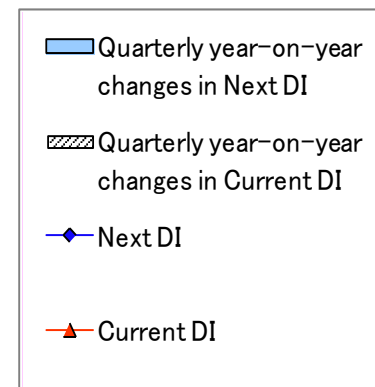 Quarterly year-on-year
changes in Next DI
Quarterly year-on-year
changes in Current DI
Next DI
Current DI